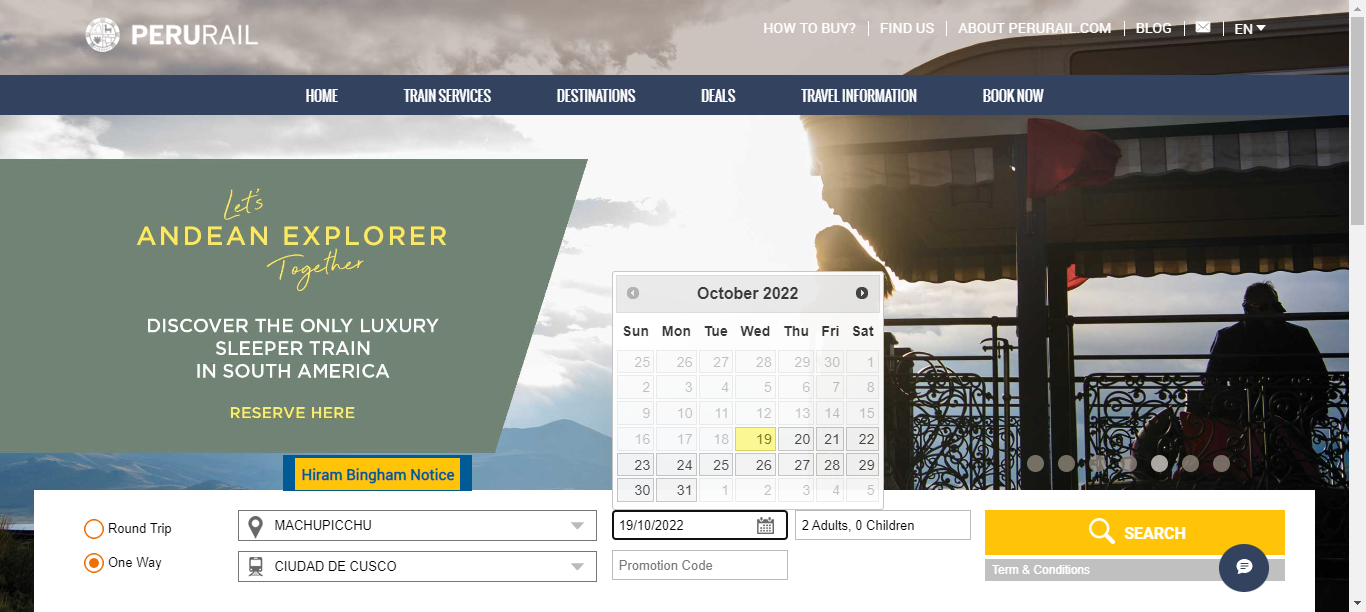 PERURAIL
HOW TO BUY?
FIND US
ABOUT PERURAIL.COM
BLOG
EN
HOME
TRAIN SERVICES
DESTINATIONS
DEALS
TRAVEL INFORMATION
BOOK NOW
Let's
ANDEAN EXPLORER
Together
DISCOVER THE ONLY LUXURY
SLEEPER TRAIN
IN SOUTH AMERICA
RESERVE HERE
Hiram Bingham Notice
October 2022
Sun Mon Tue Wed Thu Fri Sat
25 26 27 28 29 30 1
2 3 4 5 6 7 8
9 10 11 12 13 14 15
16 17 18 19 20 21 22
23 24 25 26 27 28 29
30 31 1 2 3 4 5
Round Trip
One Way
MACHUPICCHU
CIUDAD DE CUSCO
19/10/2022
2 Adults, 0 Children
Promotion Code
SEARCH
Term & Conditions